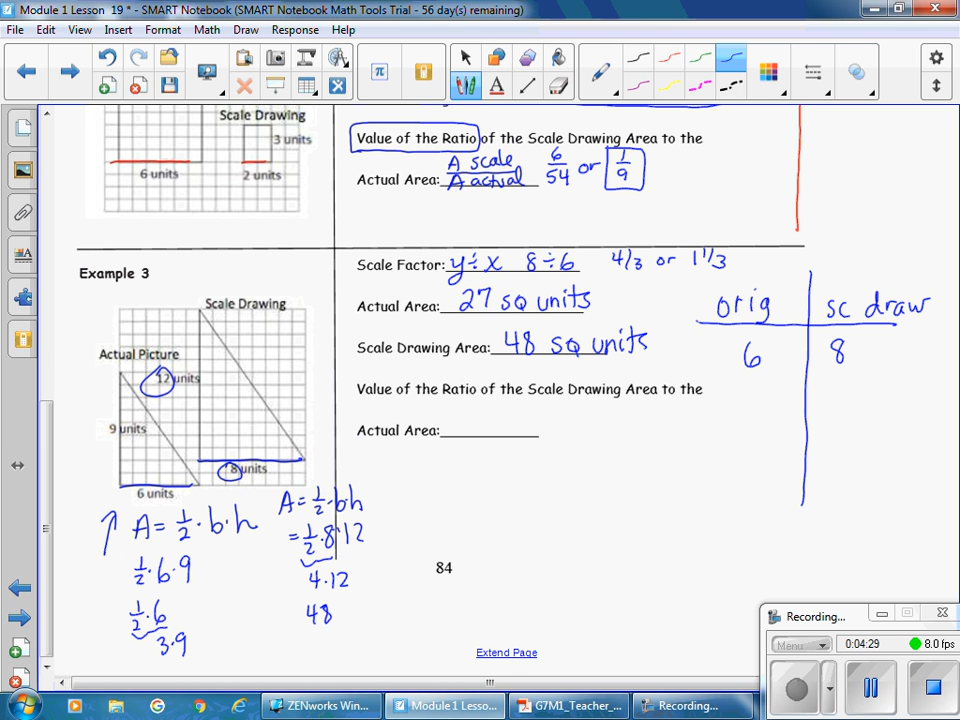 Module 1 Lesson 19 * - SMART Notebook (SMART Notebook Math Tools Trial - 56 day(s) remaining)
File Edit View Insert Format Math Draw Response Help
Scale Drawing
3 units
6 units
2 units
Value of the Ratio of the Scale Drawing Area to the
Actual Area: A scale / A actual 6/54 or 1/9
Example 3
Scale Drawing
Actual Picture
12 units
9 units
8 units
6 units
Scale Factor: y÷x 8÷6 4/3 or 1 1/3
Actual Area: 27 sq units
Scale Drawing Area: 48 sq units
Value of the Ratio of the Scale Drawing Area to the
Actual Area:
orig sc draw
6 8
A = 1/2 · b · h
1/2 · 6 · 9
1/2 · 6
3 · 9
A = 1/2 · b · h
= 1/2 · 8 · 12
4 · 12
48
84
Extend Page
Recording...
Menu
0:04:29 8.0 fps
ZENworks Win...
Module 1 Lesso...
G7M1_Teacher_...
Recording...